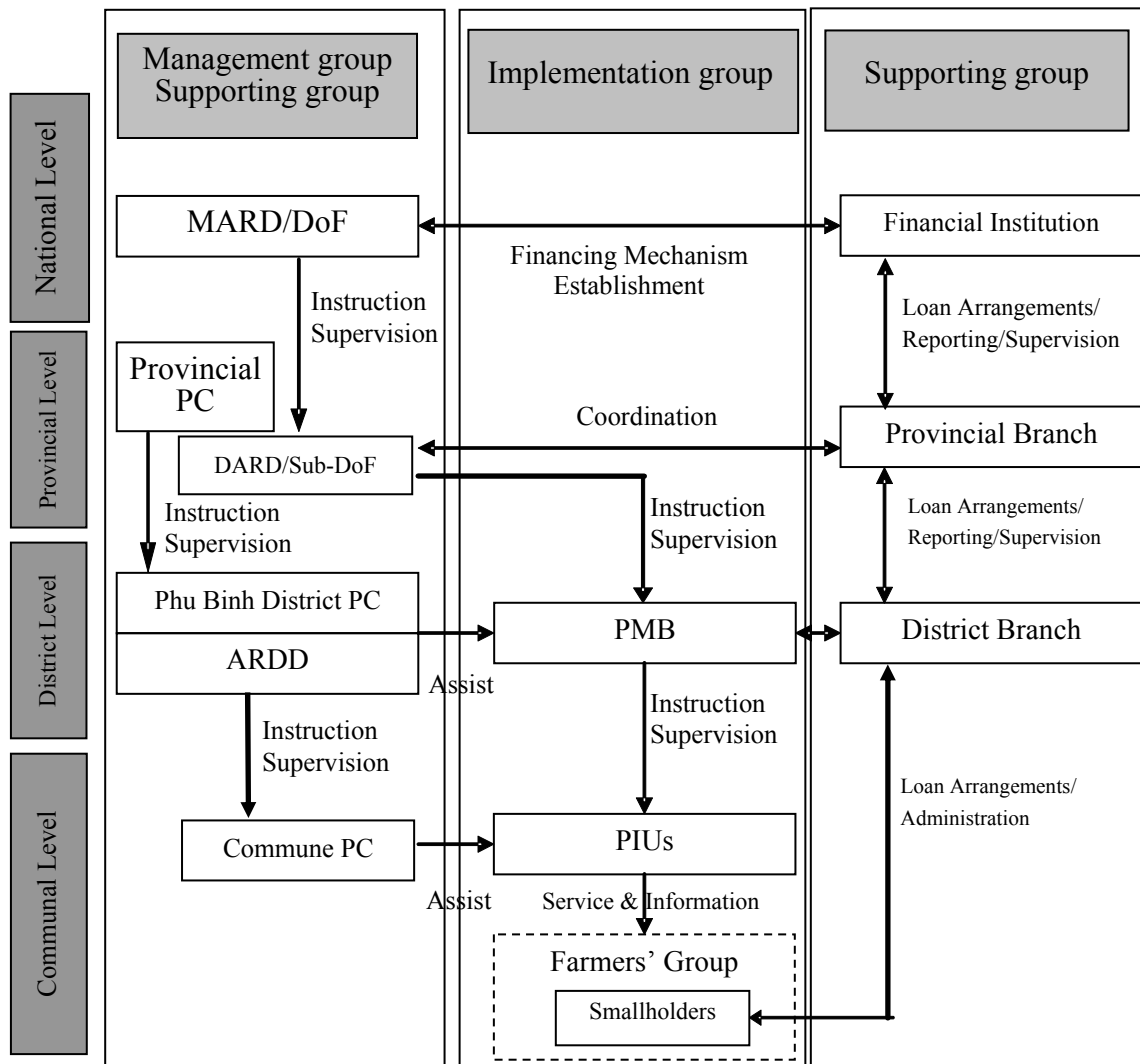 Management group
Supporting group
Implementation group
Supporting group
National Level
MARD/DoF
Financial Institution
Financing Mechanism
Establishment
Instruction
Supervision
Loan Arrangements/
Reporting/Supervision
Provincial Level
Provincial
PC
Coordination
Provincial Branch
DARD/Sub-DoF
Instruction
Supervision
Instruction
Supervision
Loan Arrangements/
Reporting/Supervision
District Level
Phu Binh District PC
ARDD
Assist
PMB
District Branch
Instruction
Supervision
Instruction
Supervision
Communal Level
Loan Arrangements/
Administration
Commune PC
Assist
PIUs
Service & Information
Farmers’ Group
Smallholders